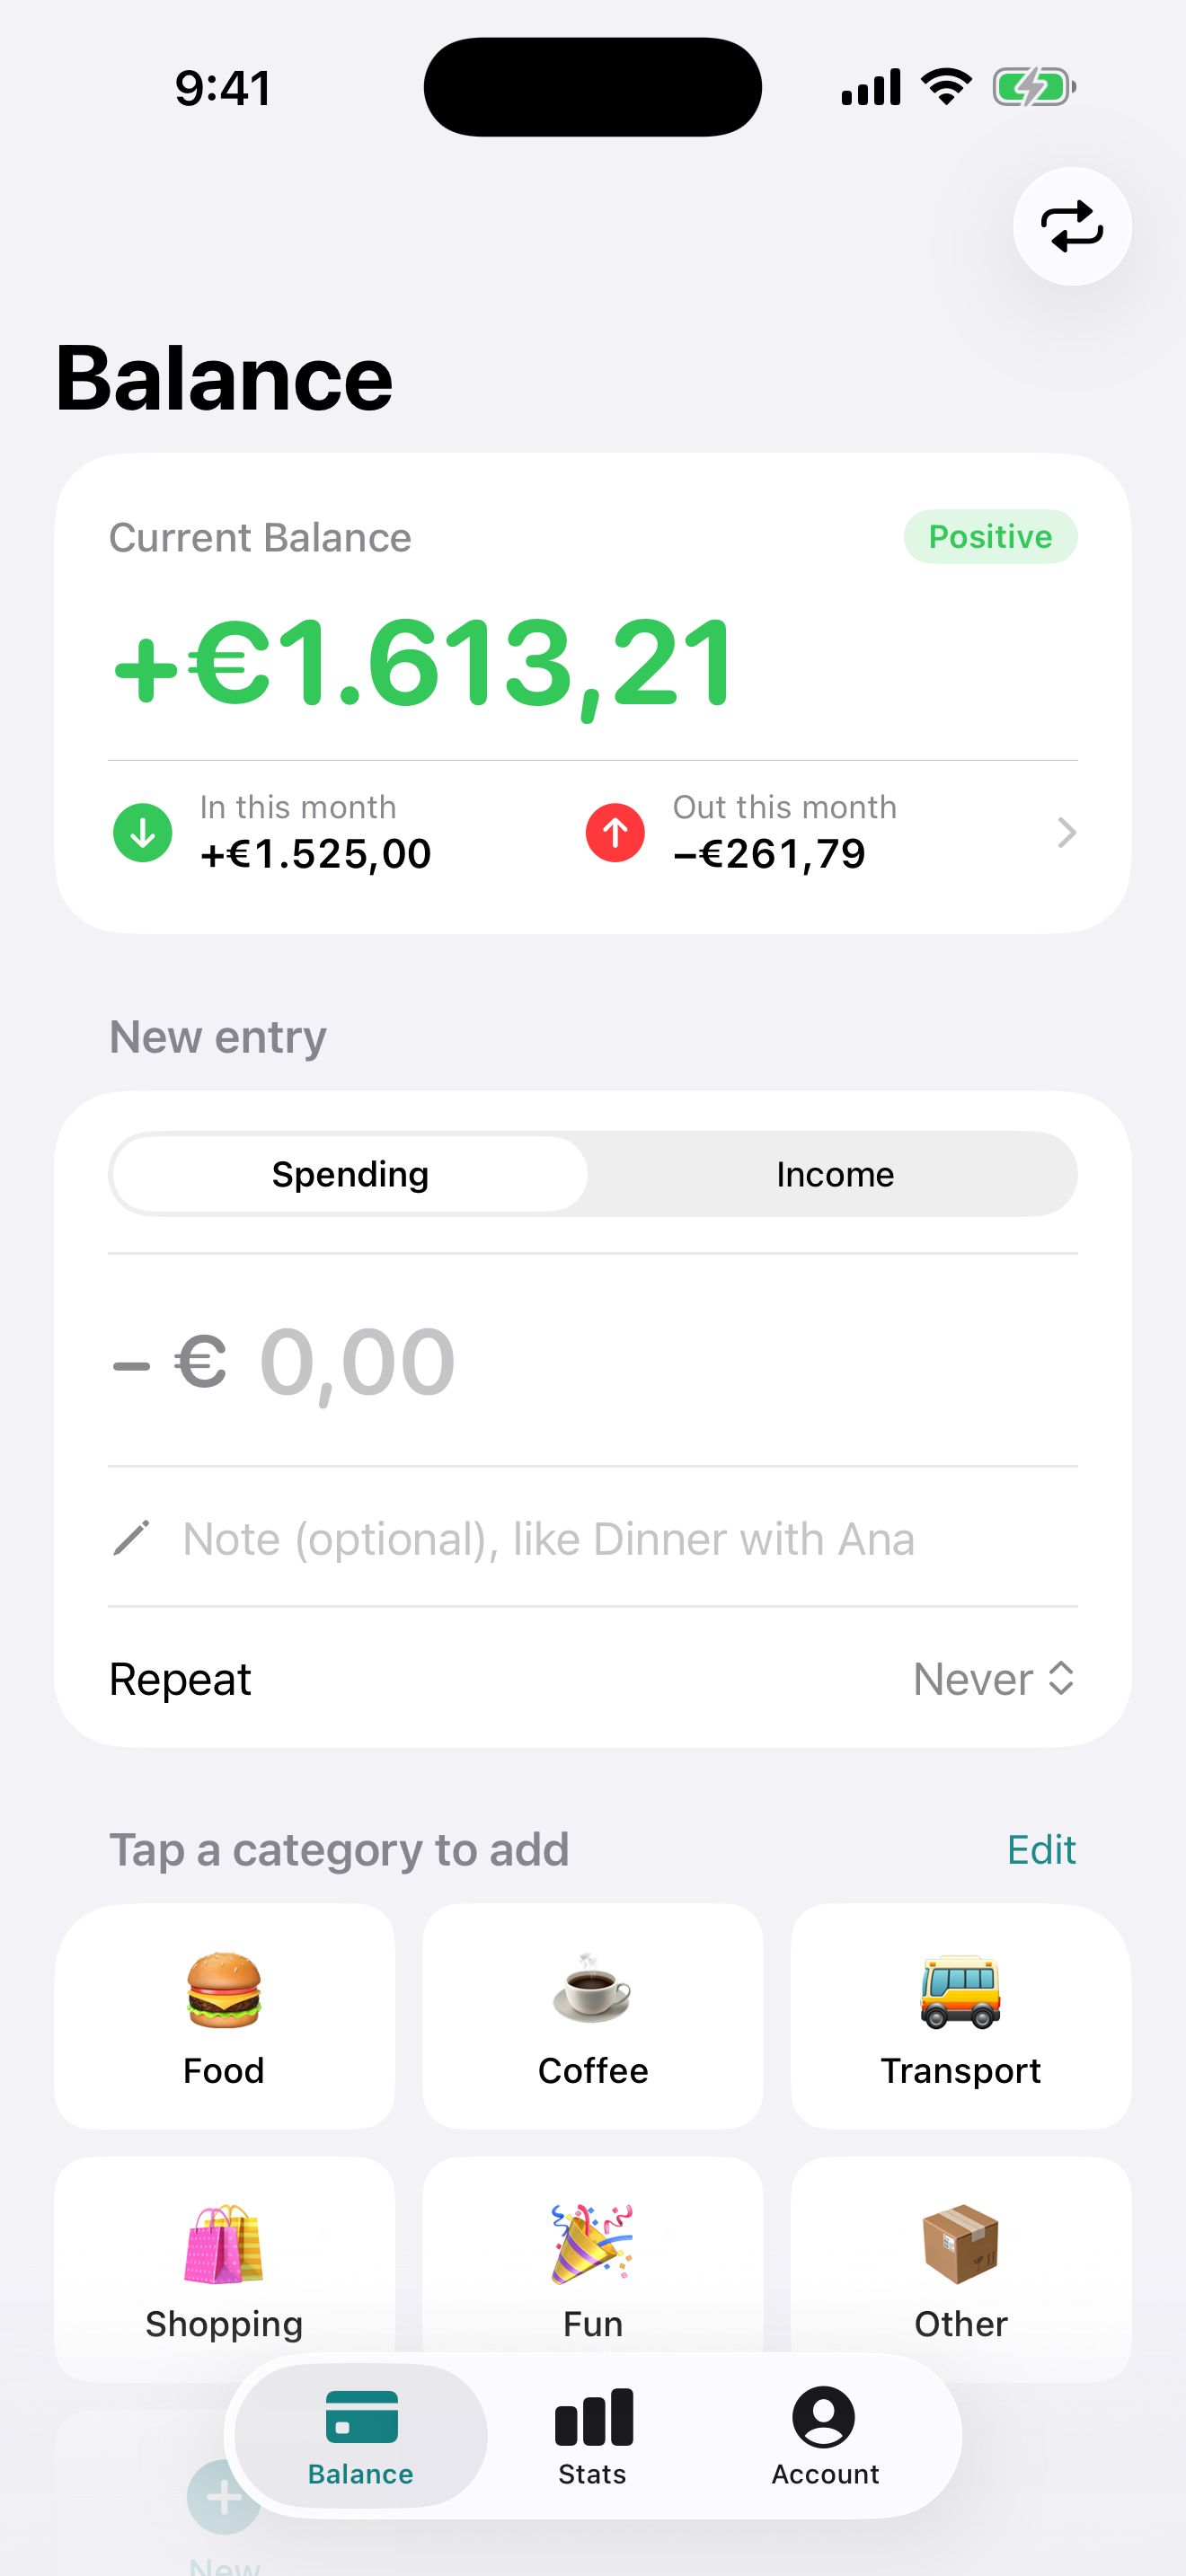 9:41
Balance
Current Balance
Positive
+€1.613,21
In this month
+€1.525,00
Out this month
−€261,79
New entry
Spending
Income
− € 0,00
Note (optional), like Dinner with Ana
Repeat
Never
Tap a category to add
Edit
Food
Coffee
Transport
Shopping
Fun
Other
New
Balance
Stats
Account